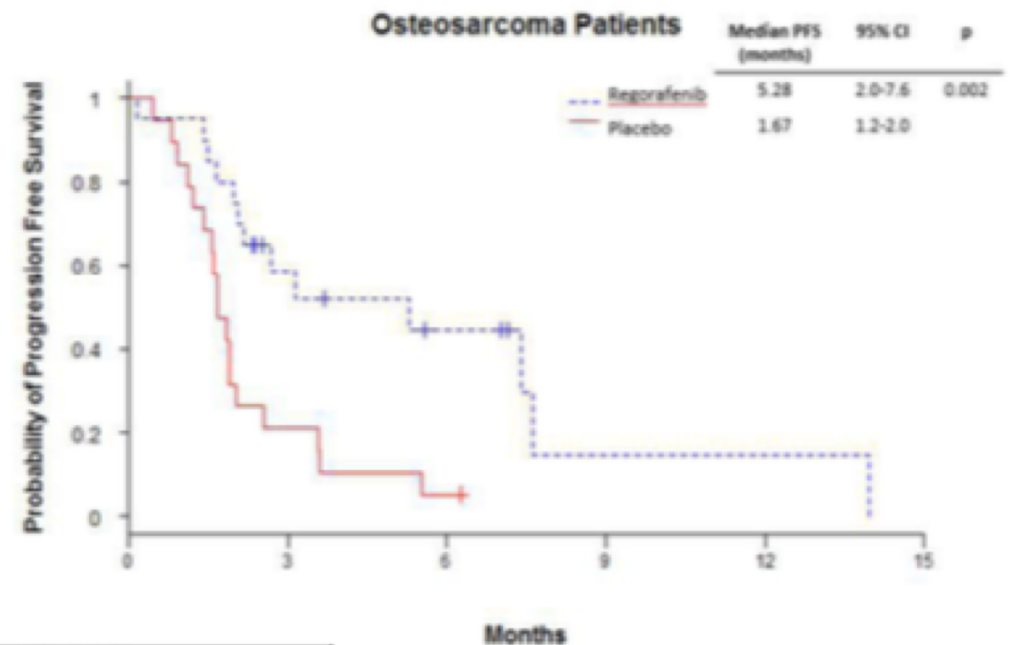 Osteosarcoma Patients
Median PFS 95% CI p
(months)
Regorafenib 5.28 2.0-7.6 0.002
Placebo 1.67 1.2-2.0
Probability of Progression Free Survival
1
0.8
0.6
0.4
0.2
0
0 3 6 9 12 15
Months